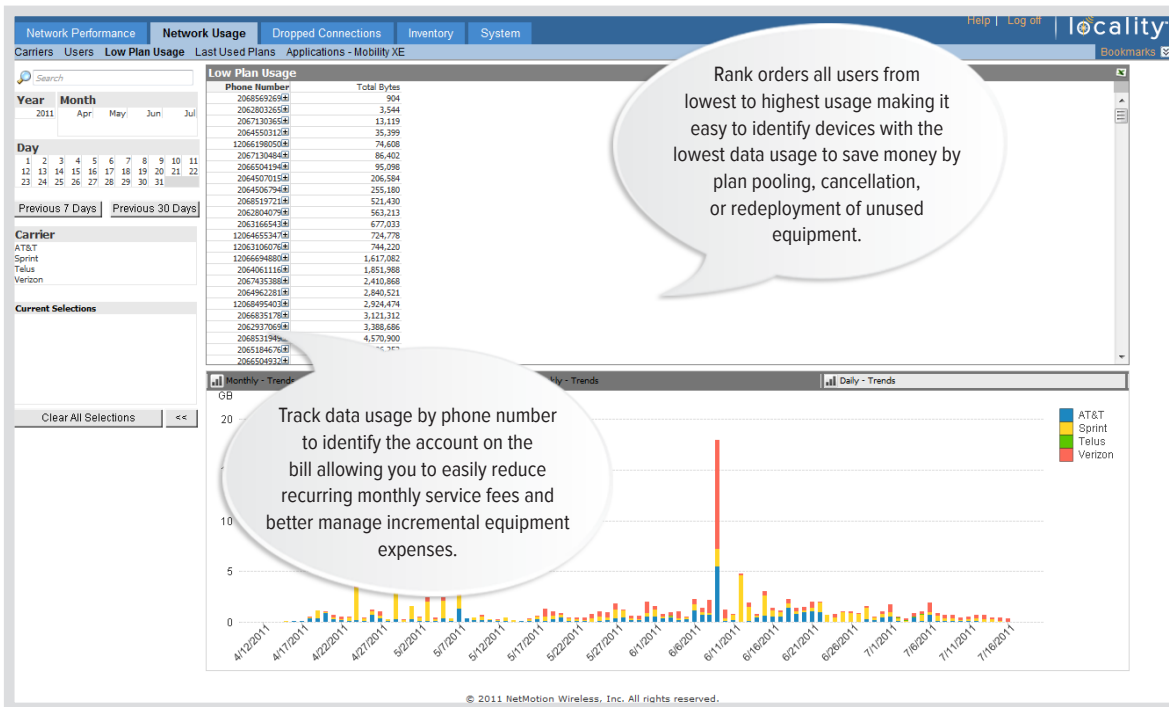 Help | Log off
locality
Network Performance Network Usage Dropped Connections Inventory System
Carriers Users Low Plan Usage Last Used Plans Applications - Mobility XE
Bookmarks
Search
Year Month
2011 Apr May Jun Jul
Day
1 2 3 4 5 6 7 8 9 10 11
12 13 14 15 16 17 18 19 20 21 22
23 24 25 26 27 28 29 30 31
Previous 7 Days Previous 30 Days
Carrier
AT&T
Sprint
Telus
Verizon
Current Selections
Clear All Selections <<
Low Plan Usage
Phone Number Total Bytes
2068569269 904
2062803265 3,544
2067130365 13,119
2064550312 35,399
12066198050 74,608
2067130484 86,402
2066504194 95,098
2064507015 206,584
2064506794 255,180
2068519721 521,430
2062804079 563,213
2063166543 677,033
12064655347 724,778
12063106076 744,220
12066694880 1,617,082
2064061116 1,851,988
2067435388 2,410,868
2064962281 2,840,521
12068495403 2,924,474
2066835178 3,121,312
2062937069 3,388,686
2068531949 4,570,900
2065184676
2066504932
Rank orders all users from
lowest to highest usage making it
easy to identify devices with the
lowest data usage to save money by
plan pooling, cancellation,
or redeployment of unused
equipment.
Monthly - Trends - Trends Daily - Trends
Track data usage by phone number
to identify the account on the
bill allowing you to easily reduce
recurring monthly service fees and
better manage incremental equipment
expenses.
GB
20
10
5
0
4/12/2011 4/17/2011 4/22/2011 4/27/2011 5/2/2011 5/7/2011 5/12/2011 5/17/2011 5/22/2011 5/27/2011 6/1/2011 6/6/2011 6/11/2011 6/16/2011 6/21/2011 6/26/2011 7/1/2011 7/6/2011 7/11/2011 7/16/2011
AT&T
Sprint
Telus
Verizon
© 2011 NetMotion Wireless, Inc. All rights reserved.